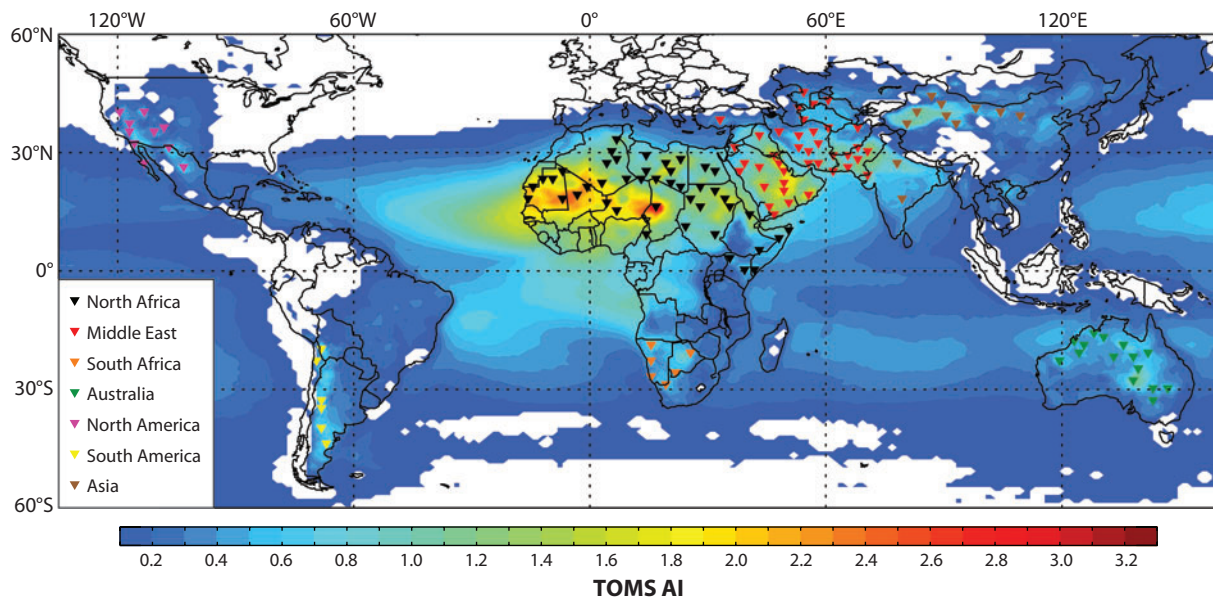 120°W 60°W 0° 60°E 120°E
60°N
30°N
0°
30°S
60°S
North Africa
Middle East
South Africa
Australia
North America
South America
Asia
0.2 0.4 0.6 0.8 1.0 1.2 1.4 1.6 1.8 2.0 2.2 2.4 2.6 2.8 3.0 3.2
TOMS AI